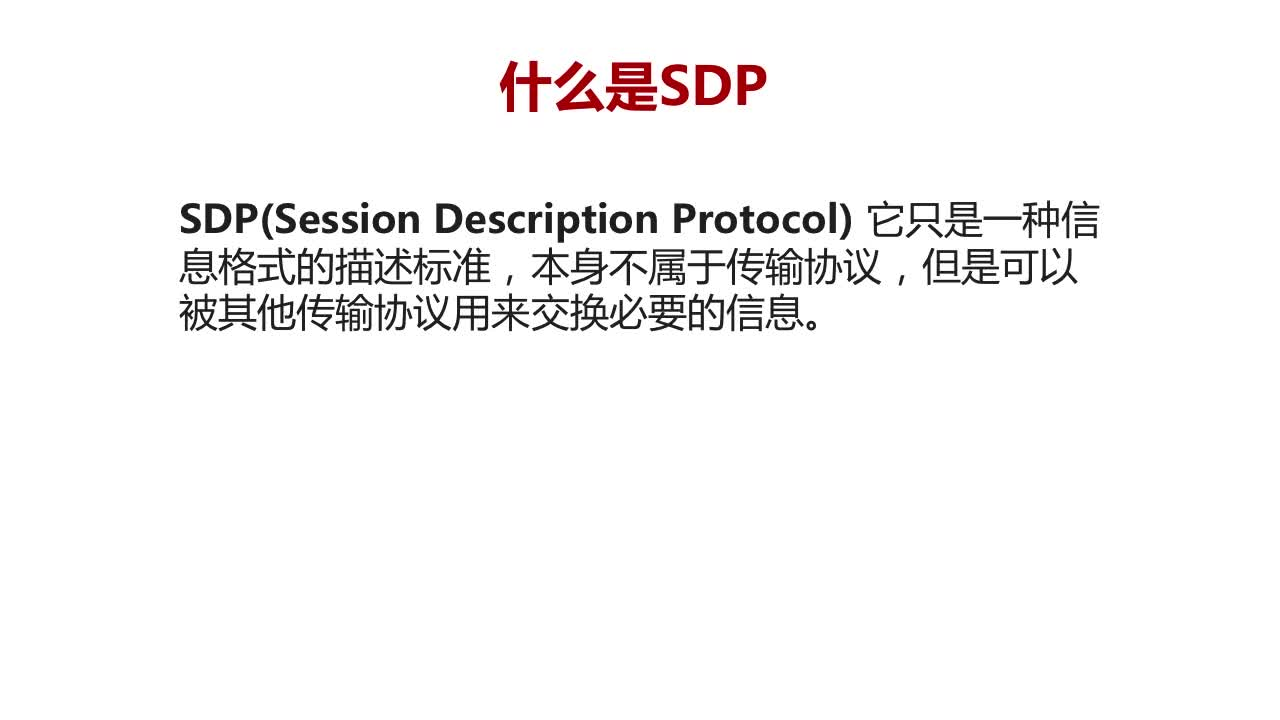 什么是SDP
SDP(Session Description Protocol) 它只是一种信
息格式的描述标准，本身不属于传输协议，但是可以
被其他传输协议用来交换必要的信息。